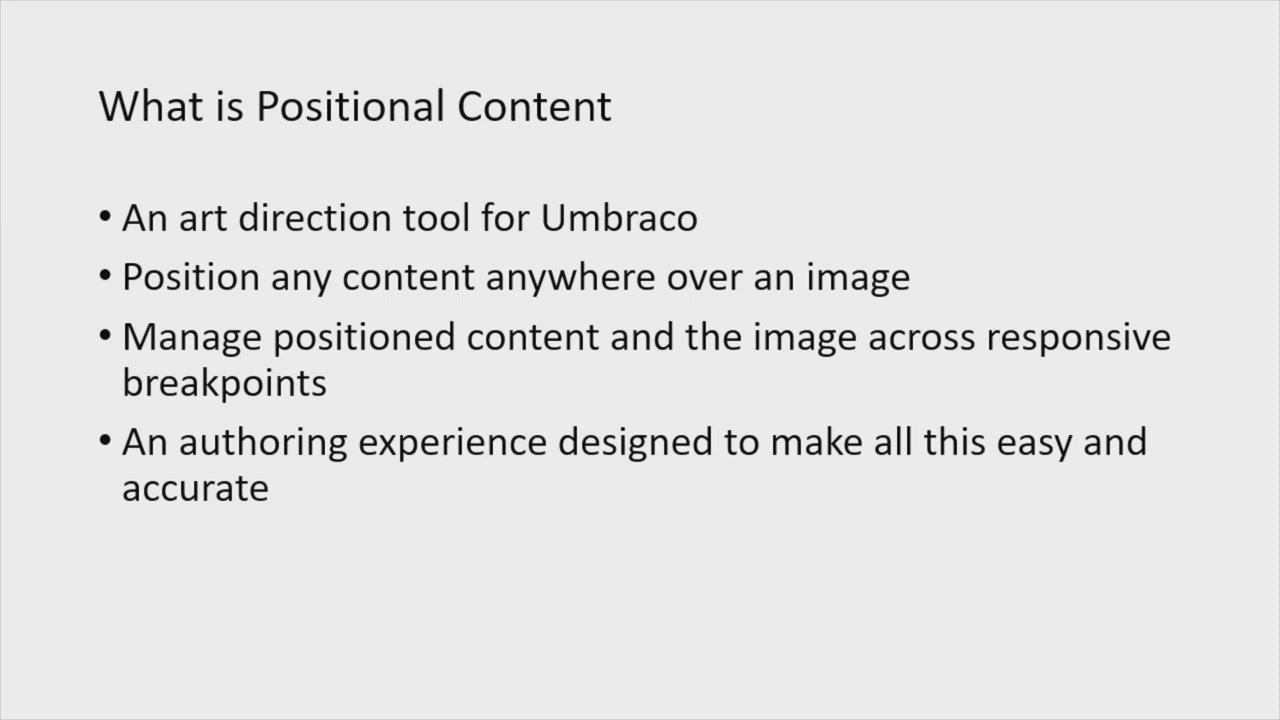 What is Positional Content
• An art direction tool for Umbraco
• Position any content anywhere over an image
• Manage positioned content and the image across responsive
breakpoints
• An authoring experience designed to make all this easy and
accurate